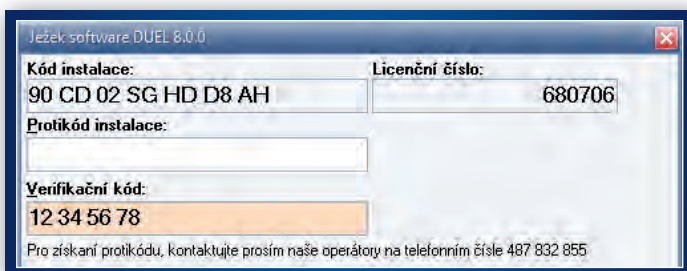 Ježek software DUEL 8.0.0
Kód instalace: Licenční číslo:
90 CD 02 SG HD D8 AH 680706
Protikód instalace:
Verifikační kód:
12 34 56 78
Pro získaní protikódu, kontaktujte prosím naše operátory na telefonním čísle 487 832 855